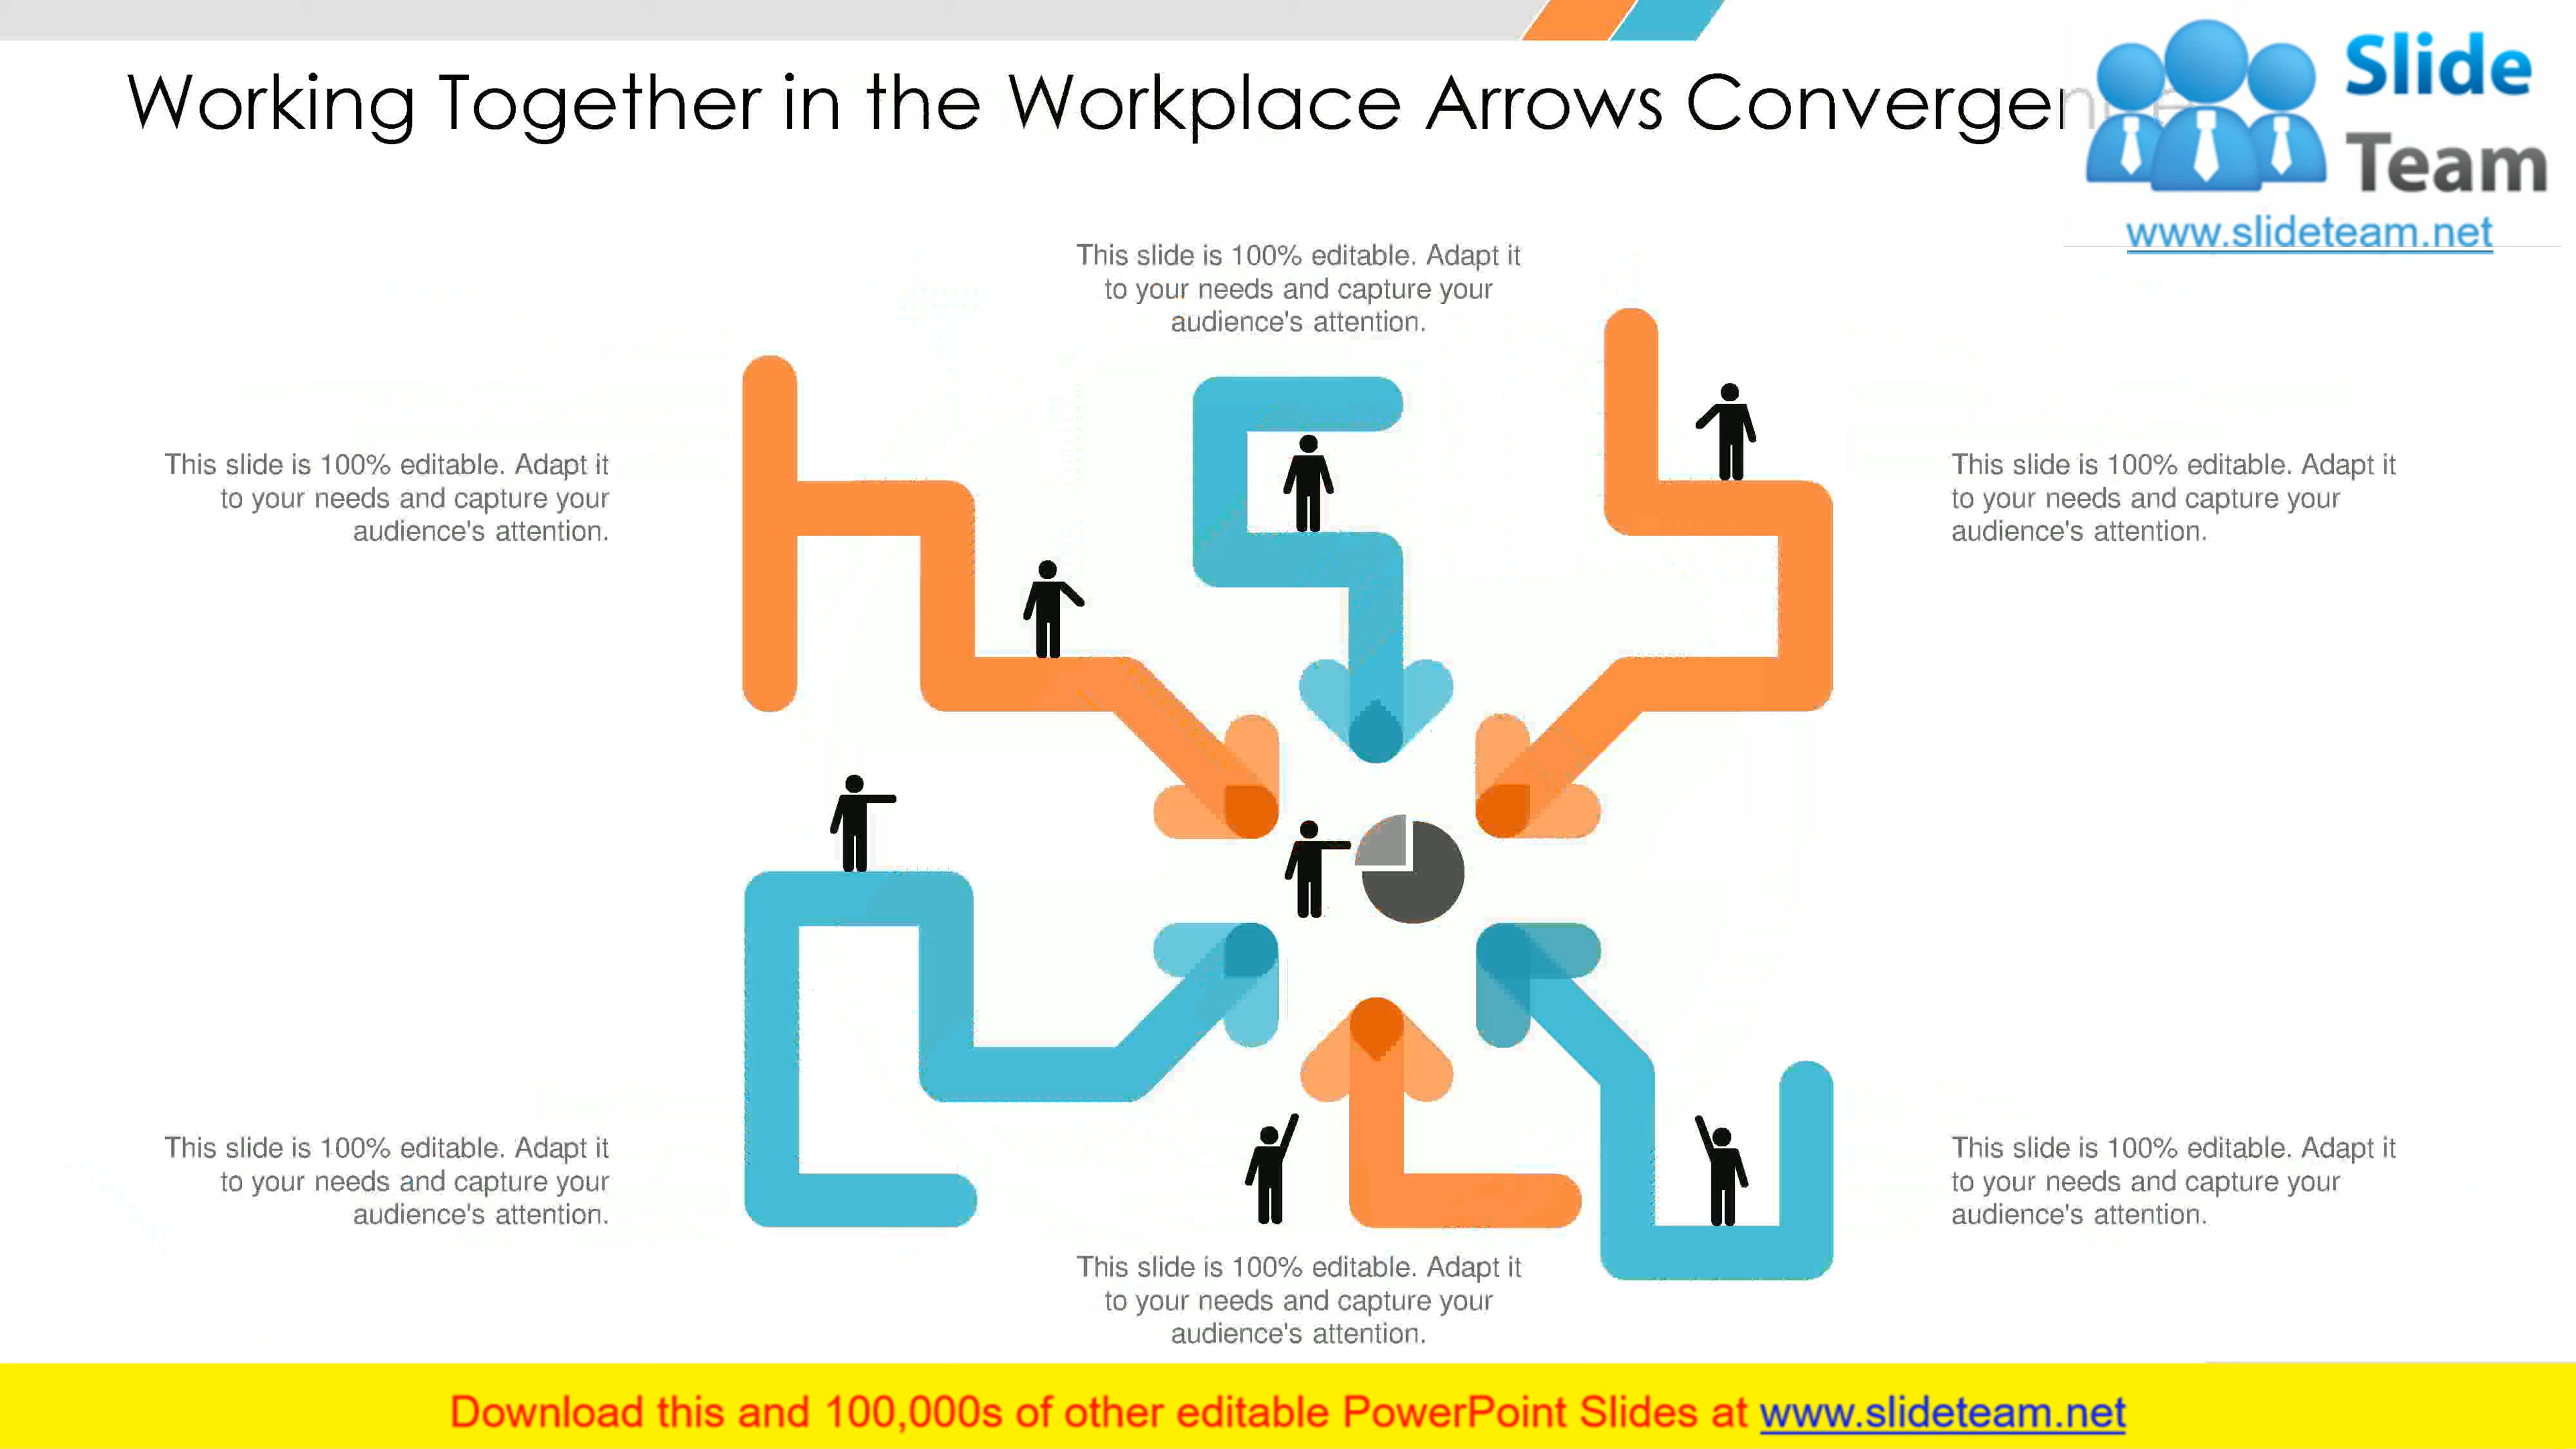 Working Together in the Workplace Arrows Convergence
Slide
Team
www.slideteam.net
This slide is 100% editable. Adapt it
to your needs and capture your
audience's attention.
This slide is 100% editable. Adapt it
to your needs and capture your
audience's attention.
This slide is 100% editable. Adapt it
to your needs and capture your
audience's attention.
This slide is 100% editable. Adapt it
to your needs and capture your
audience's attention.
This slide is 100% editable. Adapt it
to your needs and capture your
audience's attention.
This slide is 100% editable. Adapt it
to your needs and capture your
audience's attention.
Download this and 100,000s of other editable PowerPoint Slides at www.slideteam.net